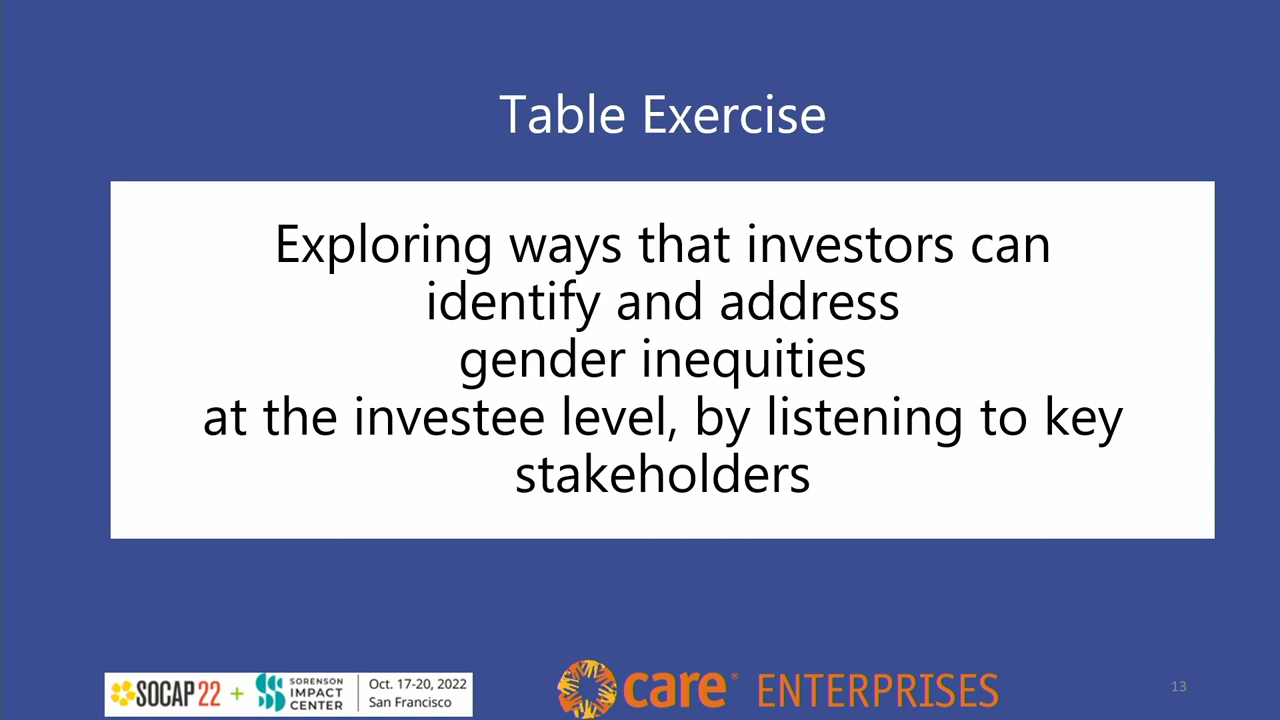 Table Exercise
Exploring ways that investors can
identify and address
gender inequities
at the investee level, by listening to key
stakeholders
SOCAP22 + SORENSON IMPACT CENTER
Oct. 17-20, 2022
San Francisco
care® ENTERPRISES
13